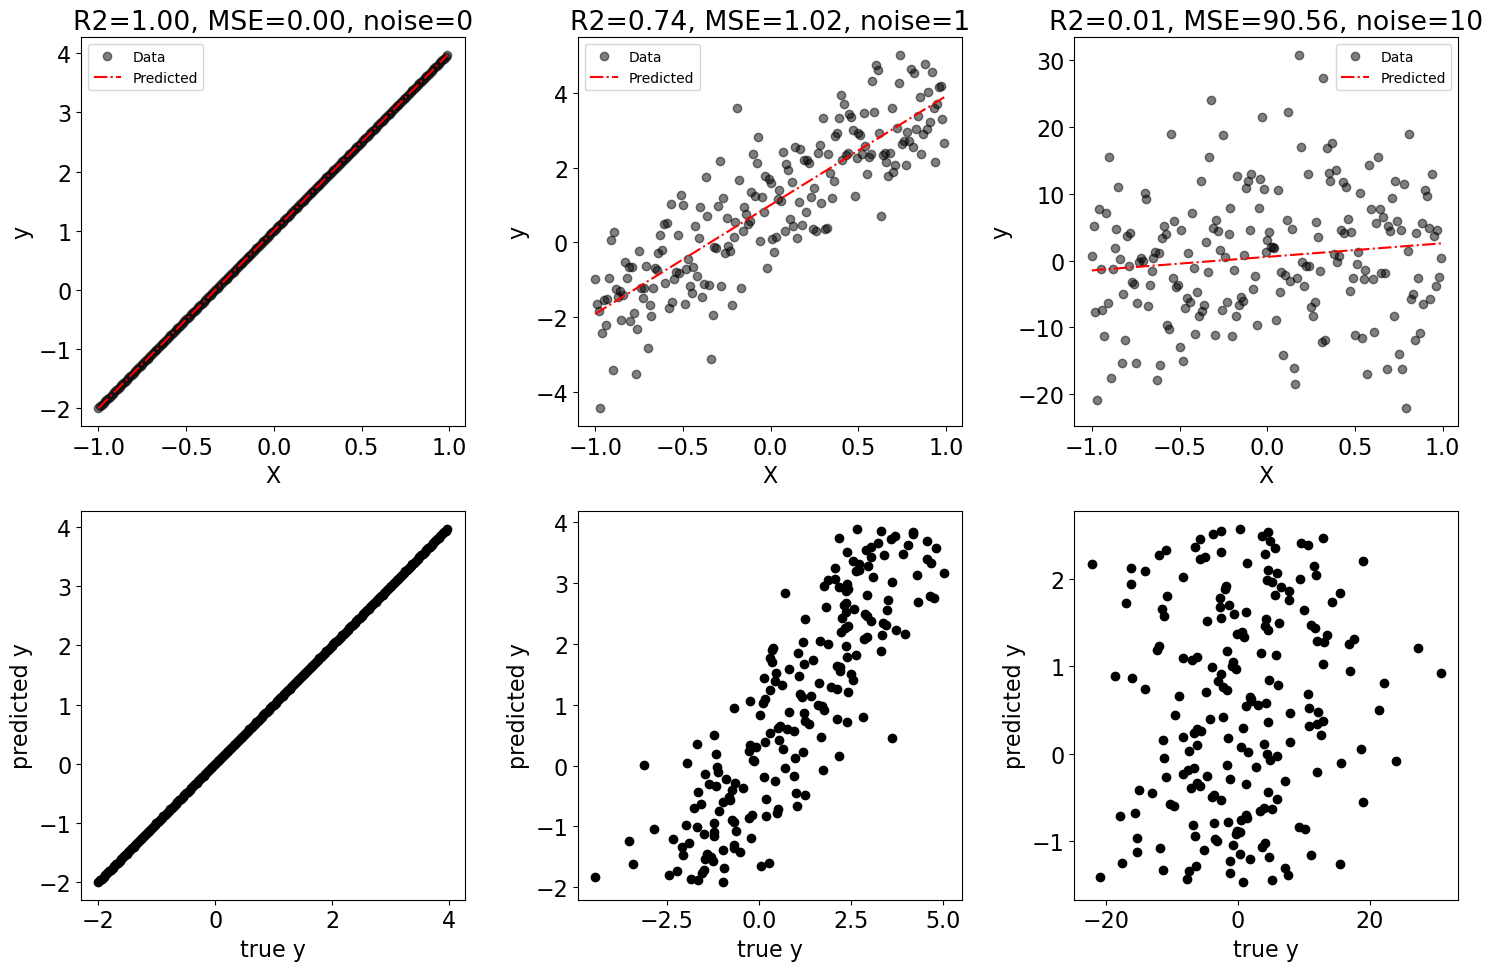 R2=1.00, MSE=0.00, noise=0
4
3
2
1
0
−1
−2
y
Data
Predicted
−1.0
−0.5
0.0
0.5
1.0
X
R2=0.74, MSE=1.02, noise=1
4
2
0
−2
−4
y
Data
Predicted
−1.0
−0.5
0.0
0.5
1.0
X
R2=0.01, MSE=90.56, noise=10
30
20
10
0
−10
−20
y
Data
Predicted
−1.0
−0.5
0.0
0.5
1.0
X
4
3
2
1
0
−1
−2
predicted y
−2
0
2
4
true y
4
3
2
1
0
−1
−2
predicted y
−2.5
0.0
2.5
5.0
true y
2
1
0
−1
predicted y
−20
0
20
true y